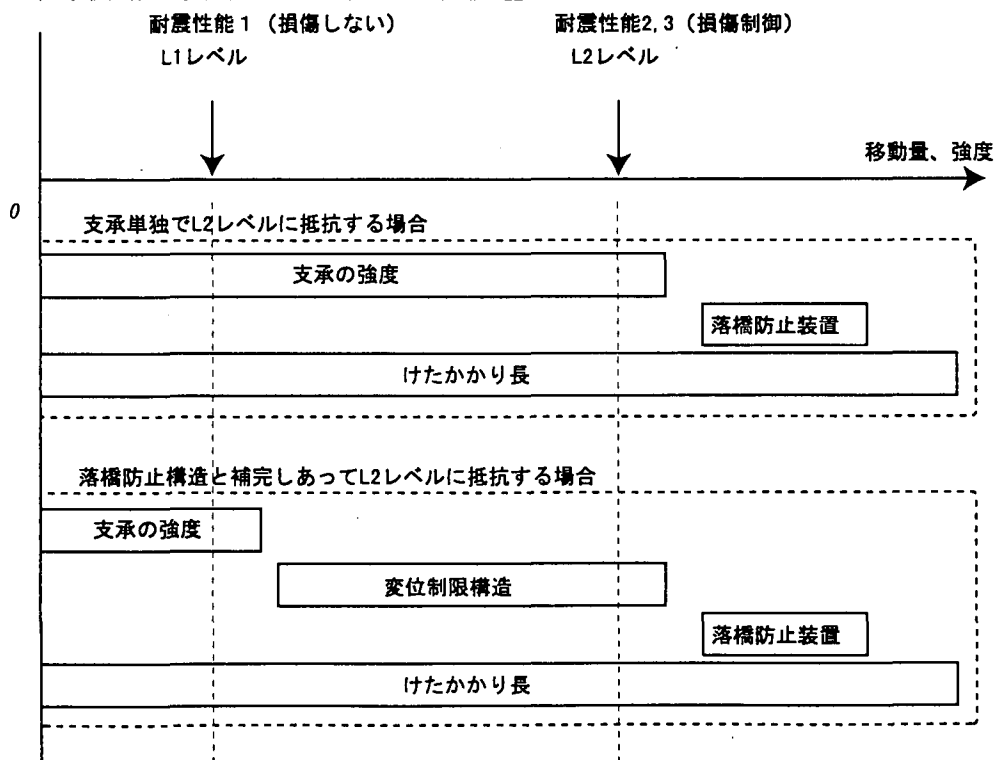 耐震性能1（損傷しない）
L1レベル
耐震性能2,3（損傷制御）
L2レベル
移動量、強度
0
支承単独でL2レベルに抵抗する場合
支承の強度
落橋防止装置
けたかかり長
落橋防止構造と補完しあってL2レベルに抵抗する場合
支承の強度
変位制限構造
落橋防止装置
けたかかり長